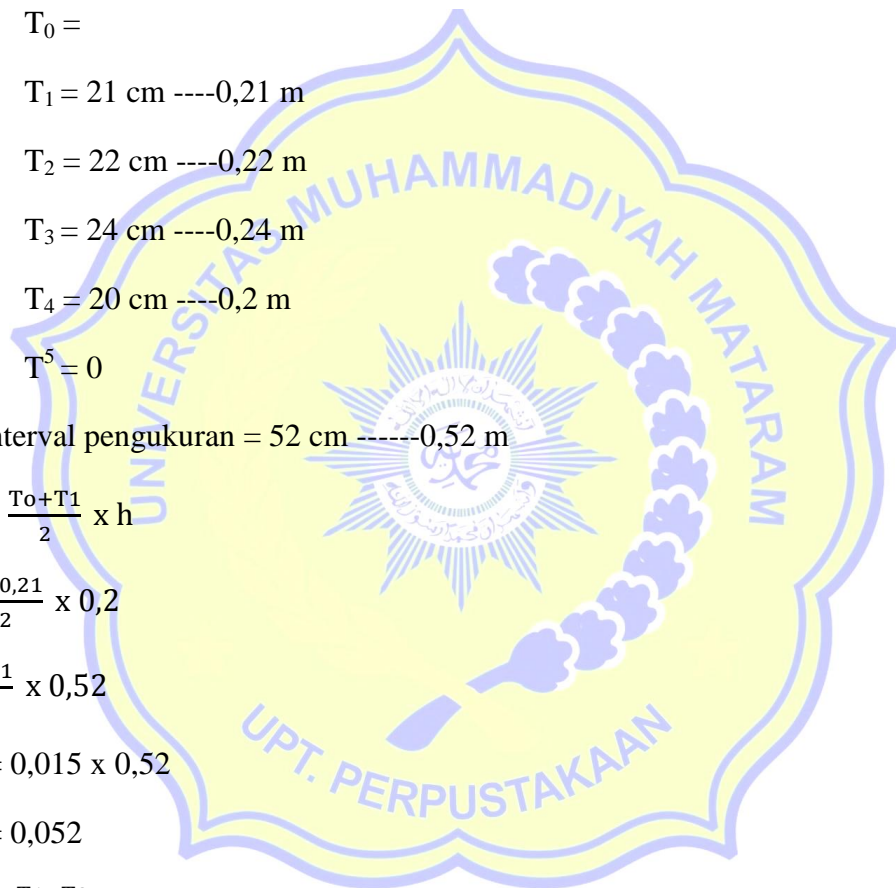 T₀ =
T₁ = 21 cm ----0,21 m
T₂ = 22 cm ----0,22 m
T₃ = 24 cm ----0,24 m
T₄ = 20 cm ----0,2 m
T⁵ = 0
nterval pengukuran = 52 cm ------0,52 m
To+T1/2 x h
0,21/2 x 0,2
1/ x 0,52
= 0,015 x 0,52
= 0,052
UNIVERSITAS MUHAMMADIYAH MATARAM
UPT. PERPUSTAKAAN